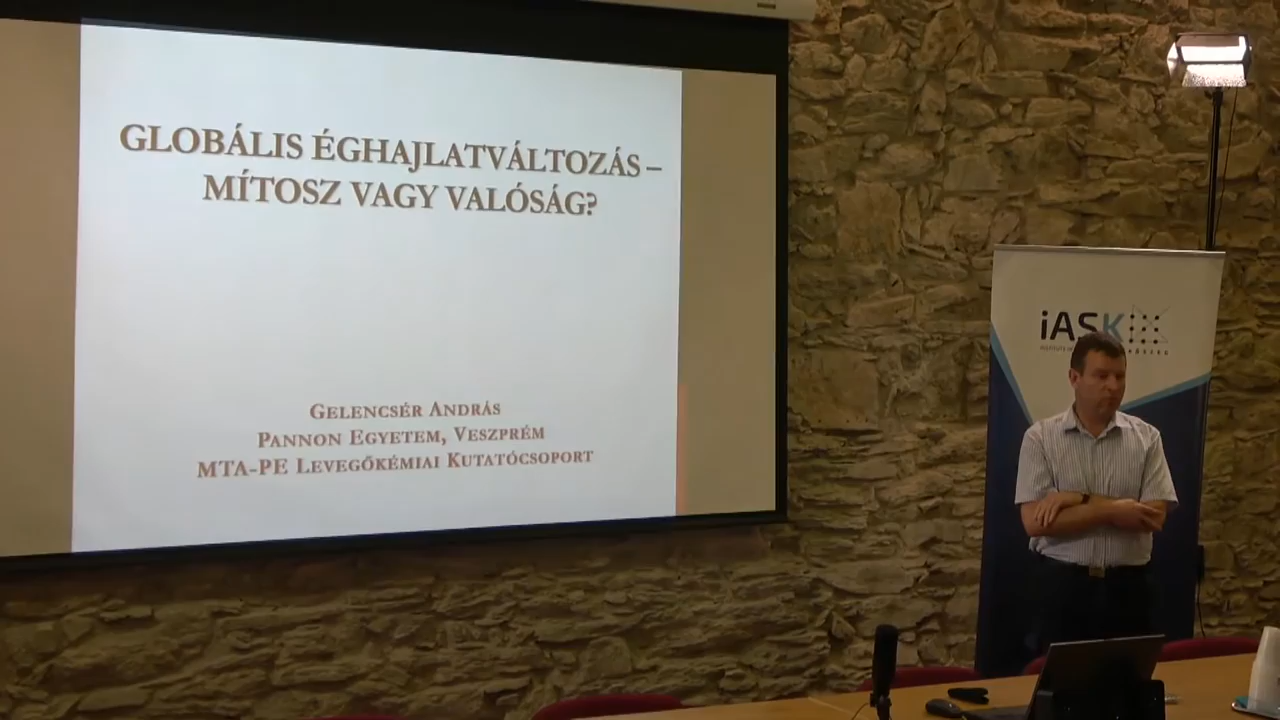 GLOBÁLIS ÉGHAJLATVÁLTOZÁS –
MÍTOSZ VAGY VALÓSÁG?
GELENCSÉR ANDRÁS
PANNON EGYETEM, VESZPRÉM
MTA-PE LEVEGŐKÉMIAI KUTATÓCSOPORT
iASK